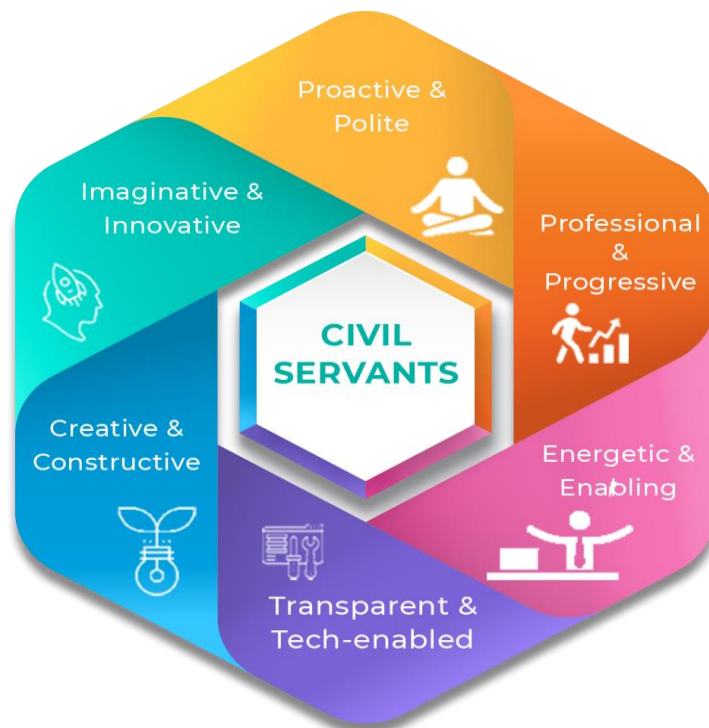 Proactive &
Polite
Imaginative &
Innovative
Professional
&
Progressive
CIVIL
SERVANTS
Creative &
Constructive
Energetic &
Enabling
Transparent &
Tech-enabled